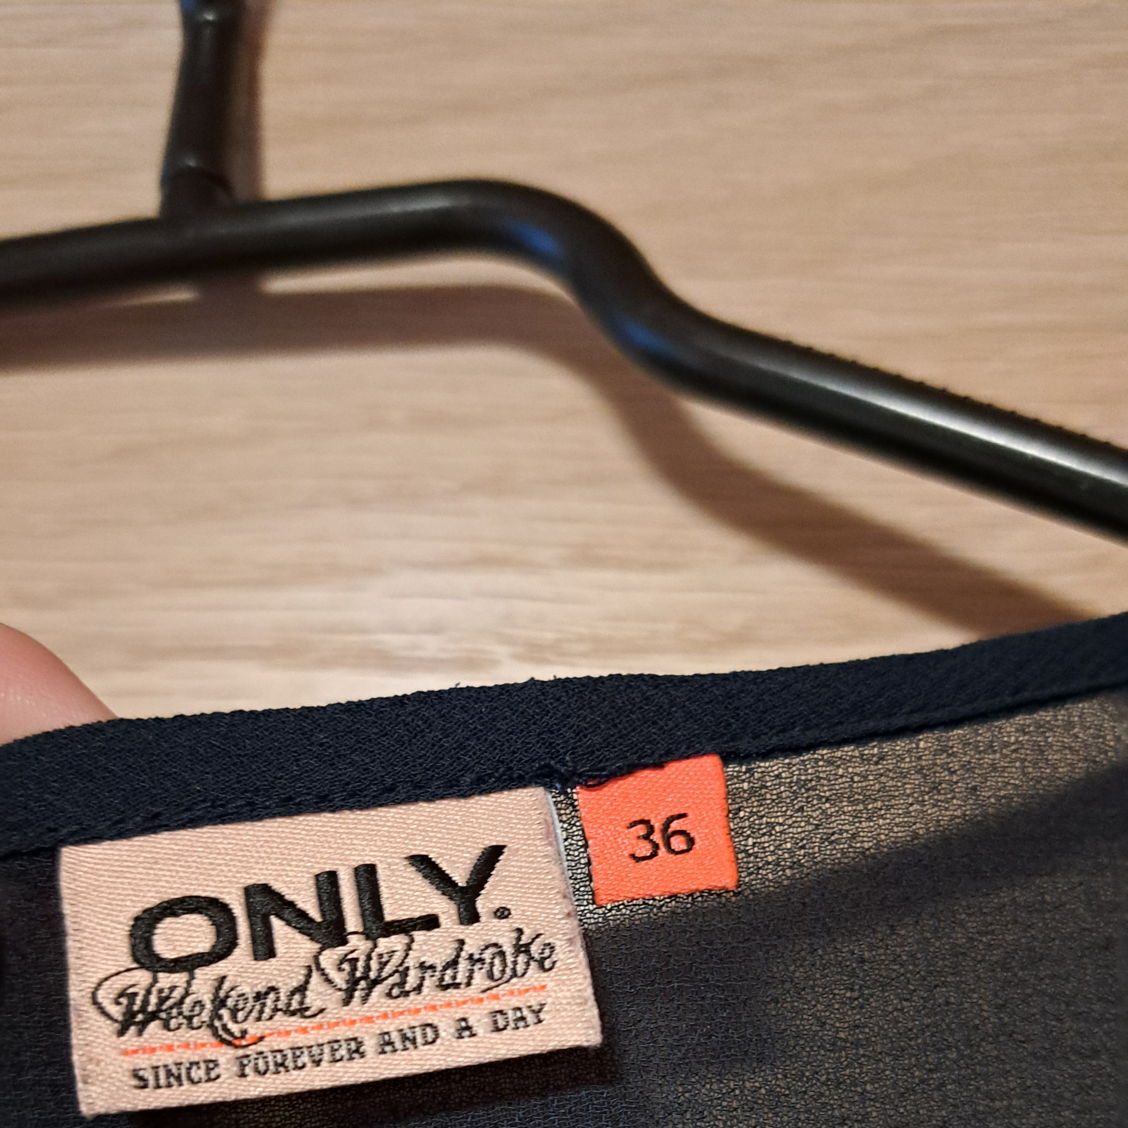 ONLY.
Weekend Wardrobe
SINCE FOREVER AND A DAY
36